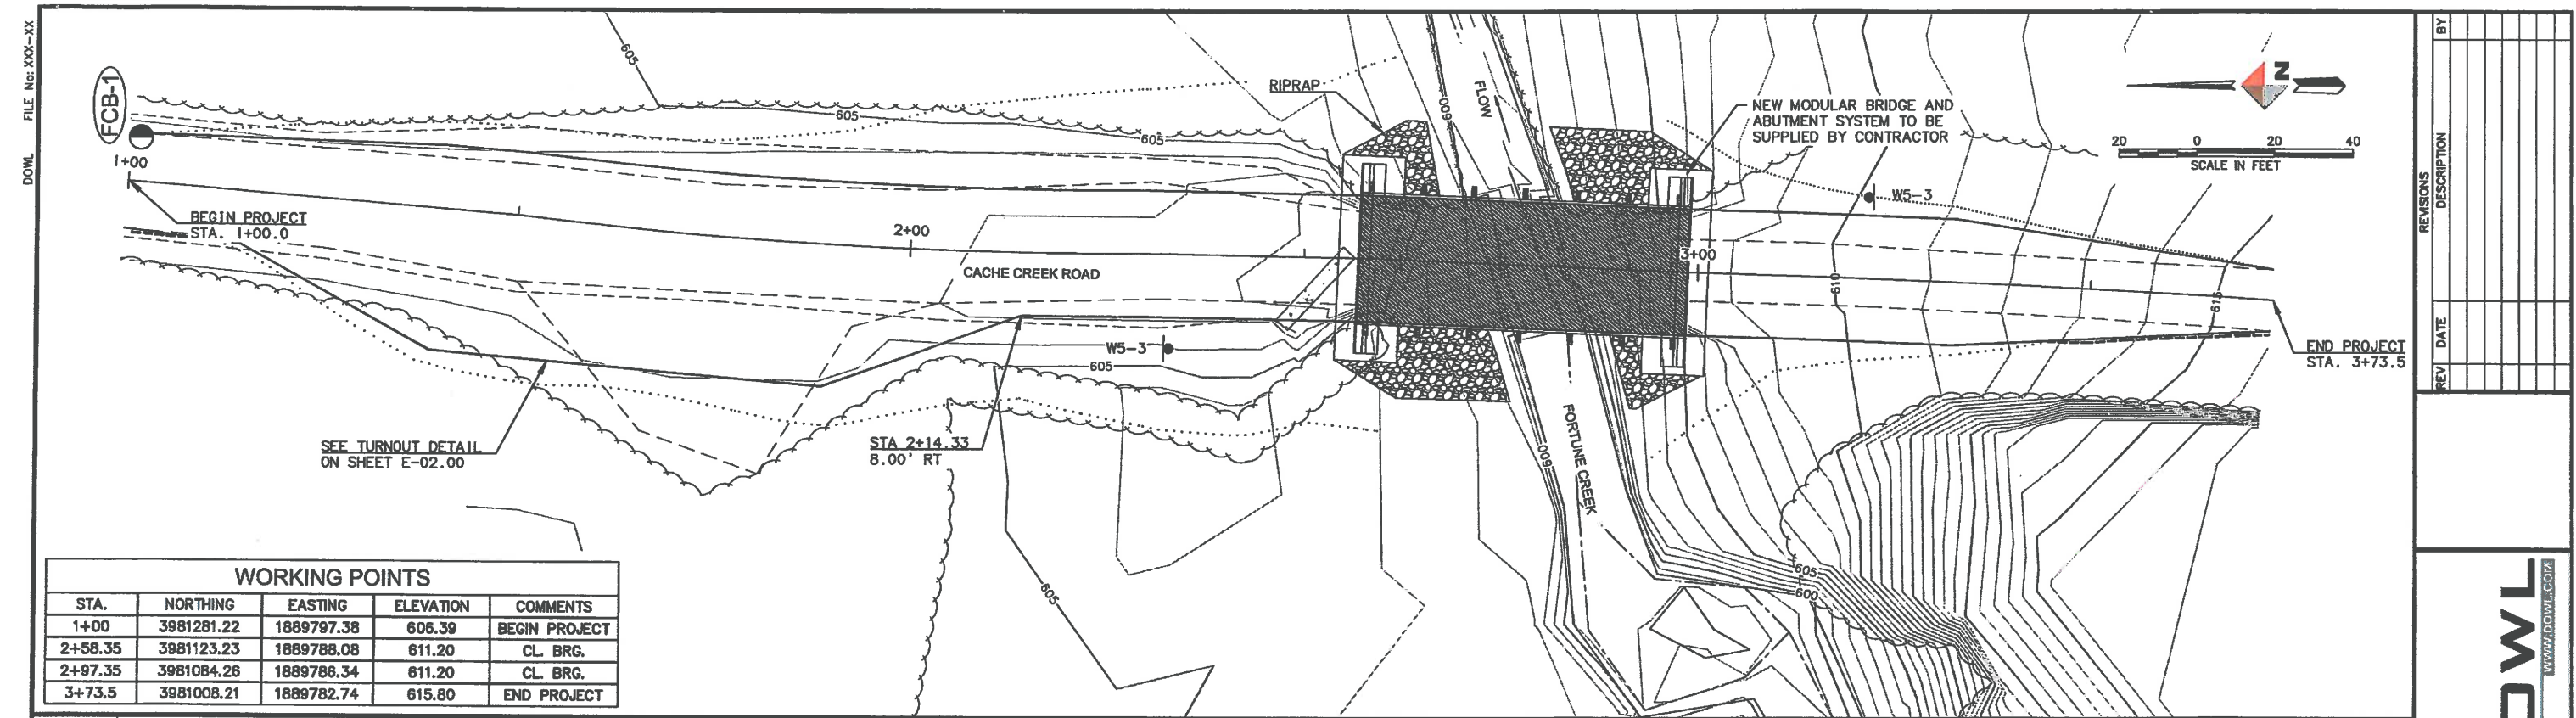 DOWL FILE No: XXX-XX
FCB-1
1+00
BEGIN PROJECT
STA. 1+00.0
605
605
605
2+00
CACHE CREEK ROAD
RIPRAP
600
FLOW
NEW MODULAR BRIDGE AND
ABUTMENT SYSTEM TO BE
SUPPLIED BY CONTRACTOR
N
20 0 20 40
SCALE IN FEET
W5-3
3+00
610
615
END PROJECT
STA. 3+73.5
W5-3
605
SEE TURNOUT DETAIL
ON SHEET E-02.00
STA 2+14.33
8.00' RT
600
FORTUNE CREEK
605
605
600
WORKING POINTS
STA. NORTHING EASTING ELEVATION COMMENTS
1+00 3981281.22 1889797.38 606.39 BEGIN PROJECT
2+58.35 3981123.23 1889788.08 611.20 CL. BRG.
2+97.35 3981084.26 1889786.34 611.20 CL. BRG.
3+73.5 3981008.21 1889782.74 615.80 END PROJECT
REVISIONS
REV DATE DESCRIPTION BY
OWL
WWW.DOWL.COM